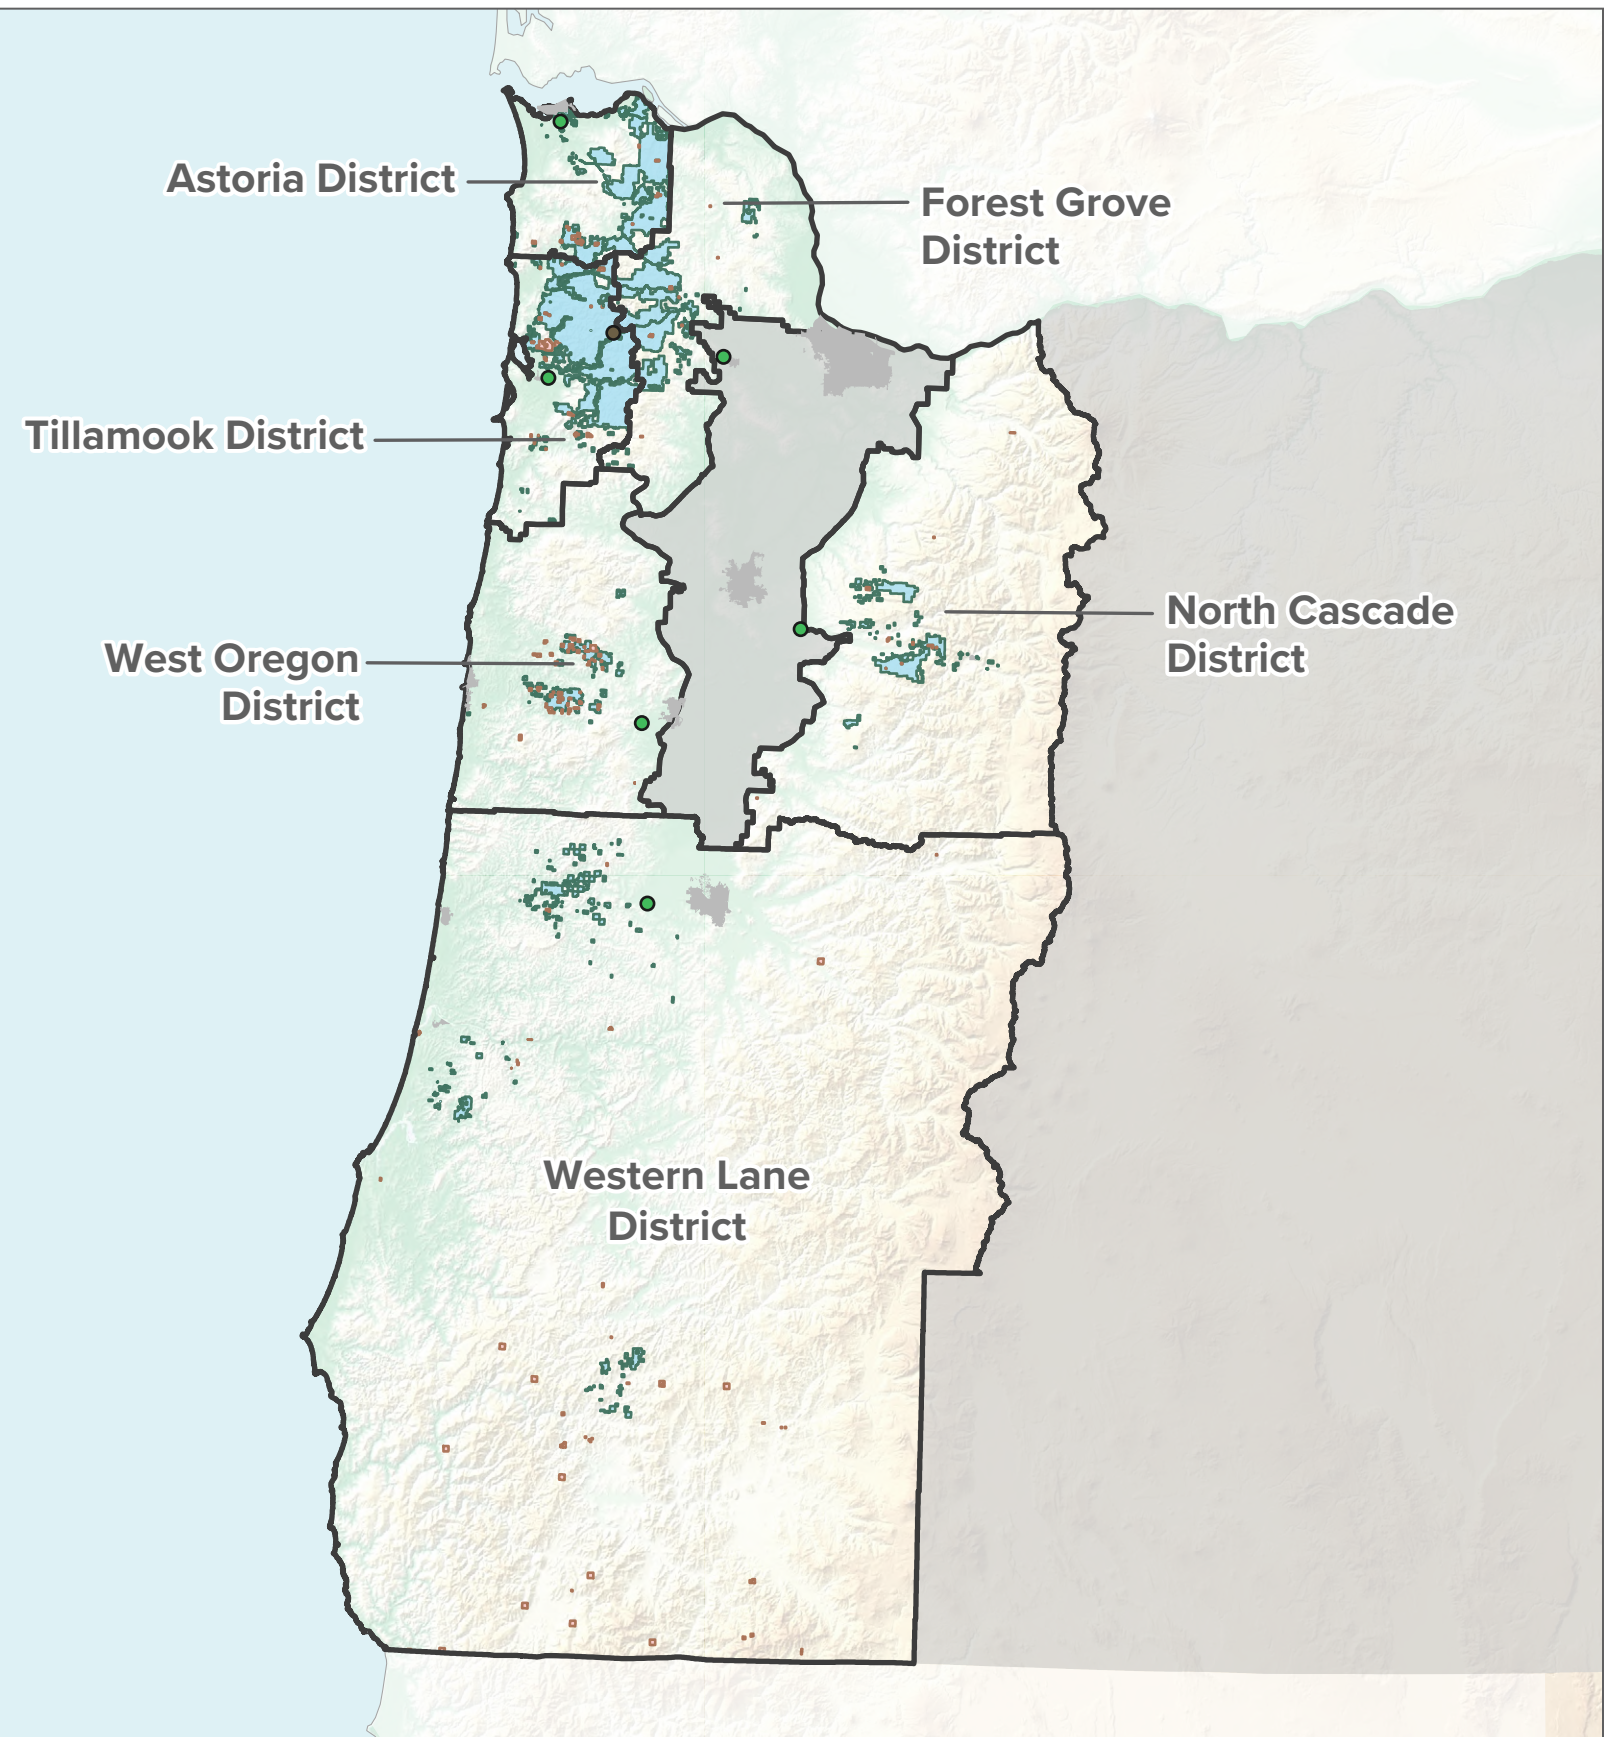 Astoria District
Forest Grove
District
Tillamook District
North Cascade
District
West Oregon
District
Western Lane
District